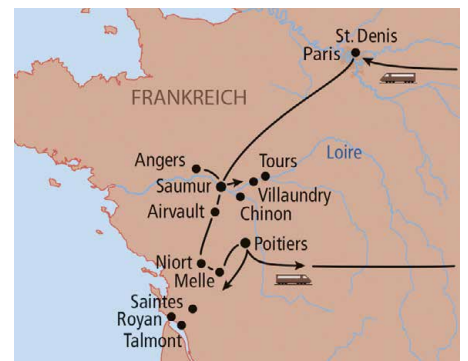 St. Denis
Paris
FRANKREICH
Angers
Tours
Loire
Saumur
Villaundry
Airvault
Chinon
Poitiers
Niort
Melle
Saintes
Royan
Talmont